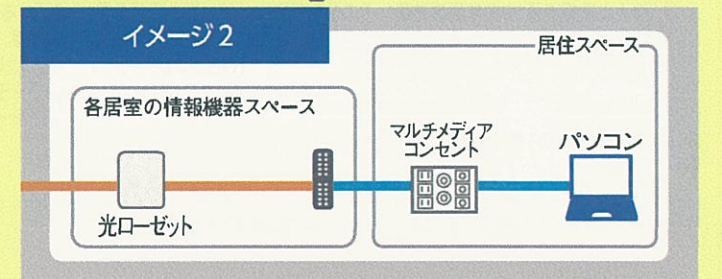 イメージ2
居住スペース
各居室の情報機器スペース
マルチメディア
コンセント
パソコン
光ローゼット